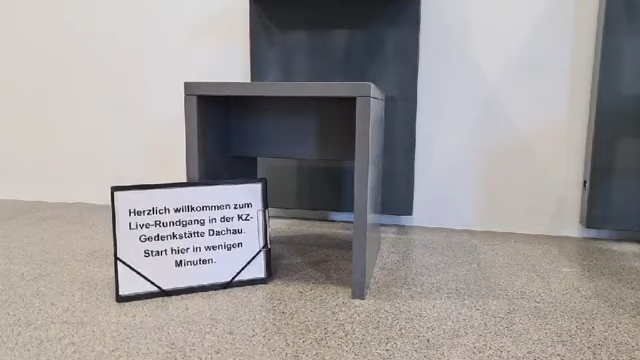 Herzlich willkommen zum
Live-Rundgang in der KZ-
Gedenkstätte Dachau.
Start hier in wenigen
Minuten.